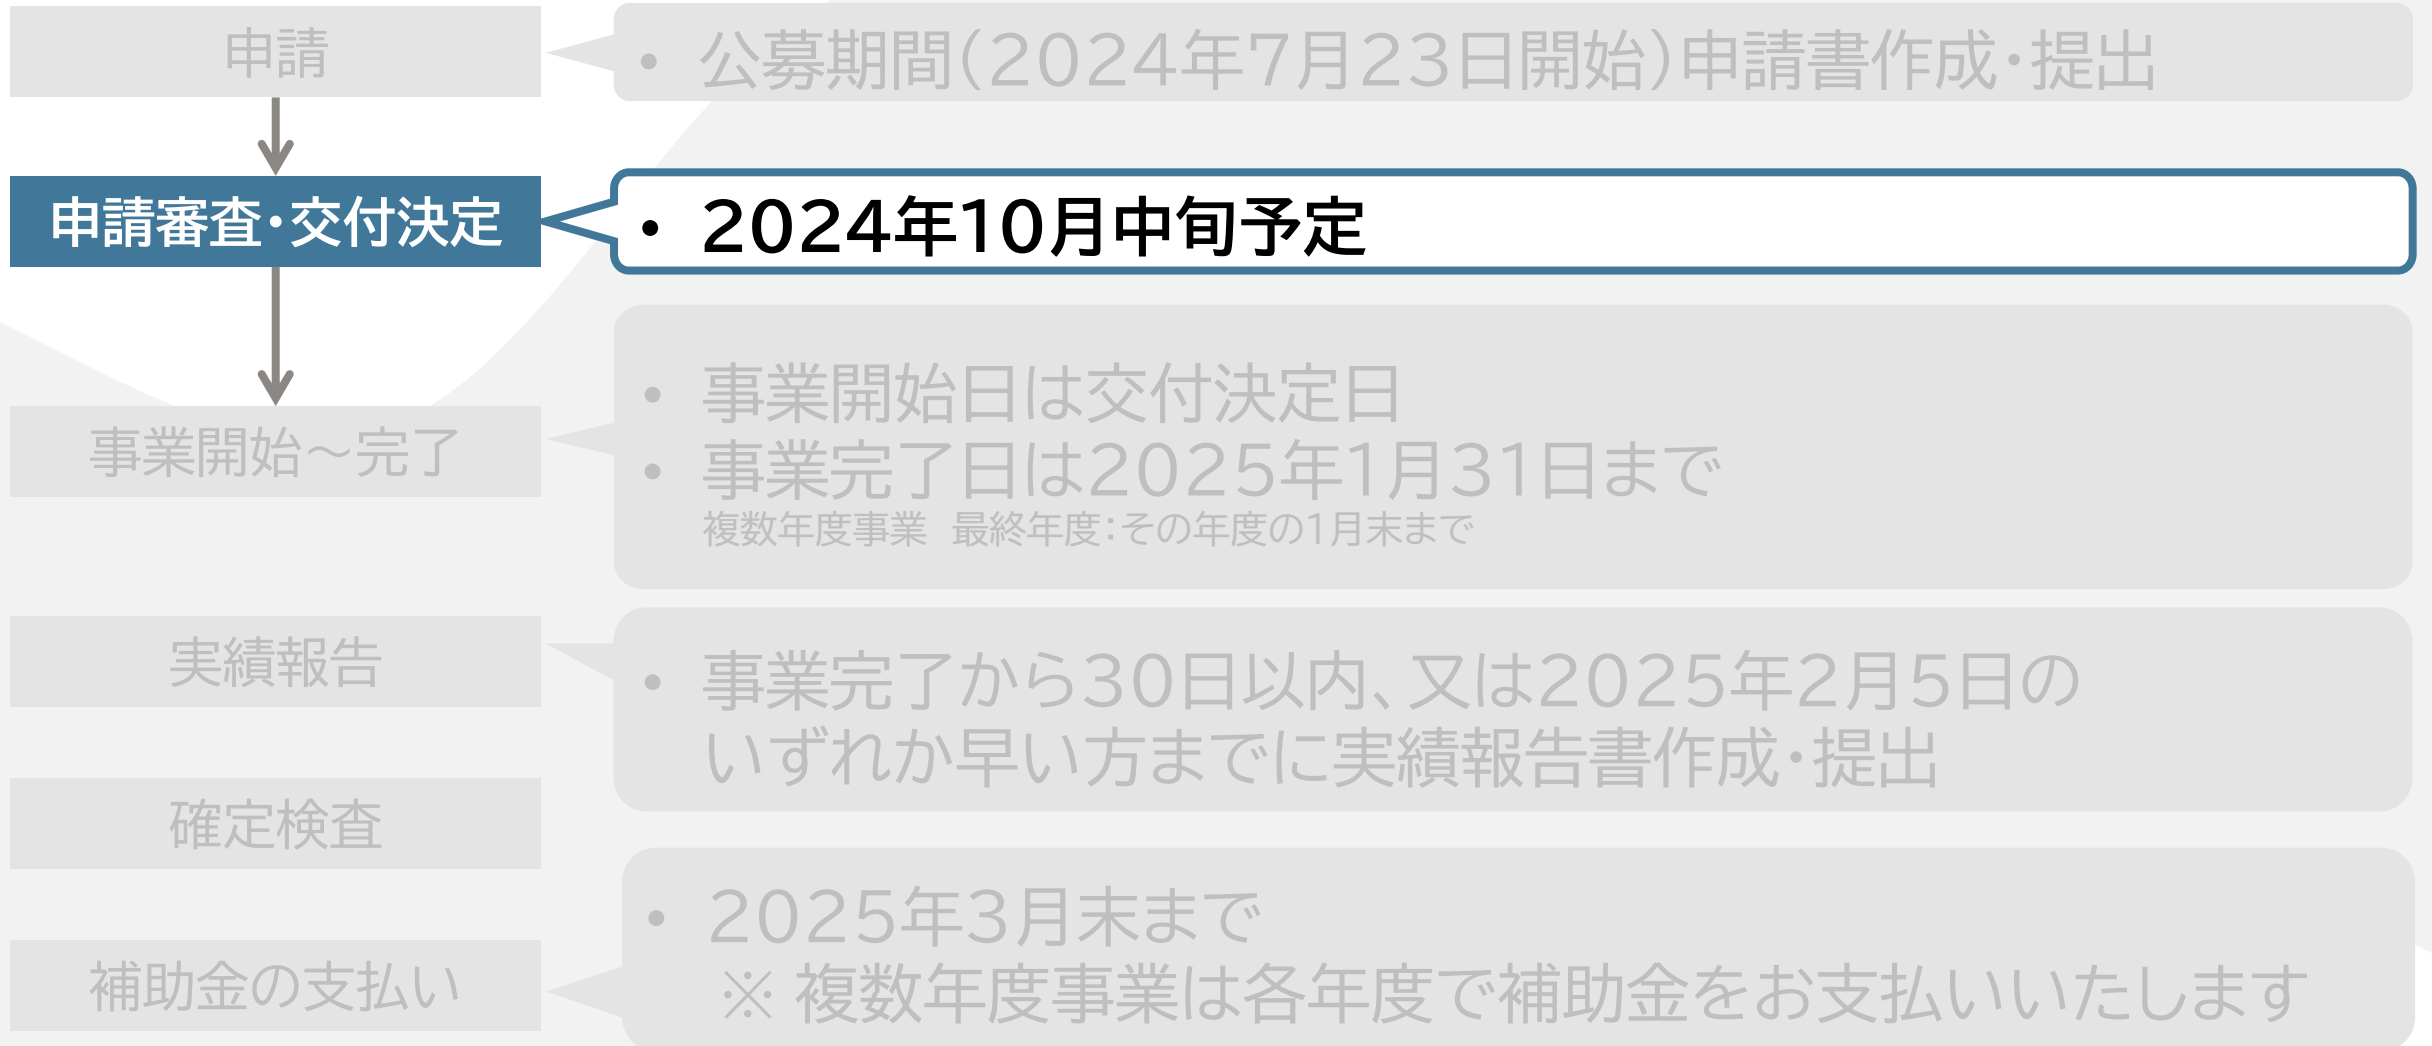 申請
• 公募期間(2024年7月23日開始)申請書作成・提出
申請審査・交付決定
• 2024年10月中旬予定
事業開始～完了
• 事業開始日は交付決定日
• 事業完了日は2025年1月31日まで
複数年度事業　最終年度：その年度の1月末まで
実績報告
• 事業完了から30日以内、又は2025年2月5日の
いずれか早い方までに実績報告書作成・提出
確定検査
補助金の支払い
• 2025年3月末まで
※ 複数年度事業は各年度で補助金をお支払いいたします